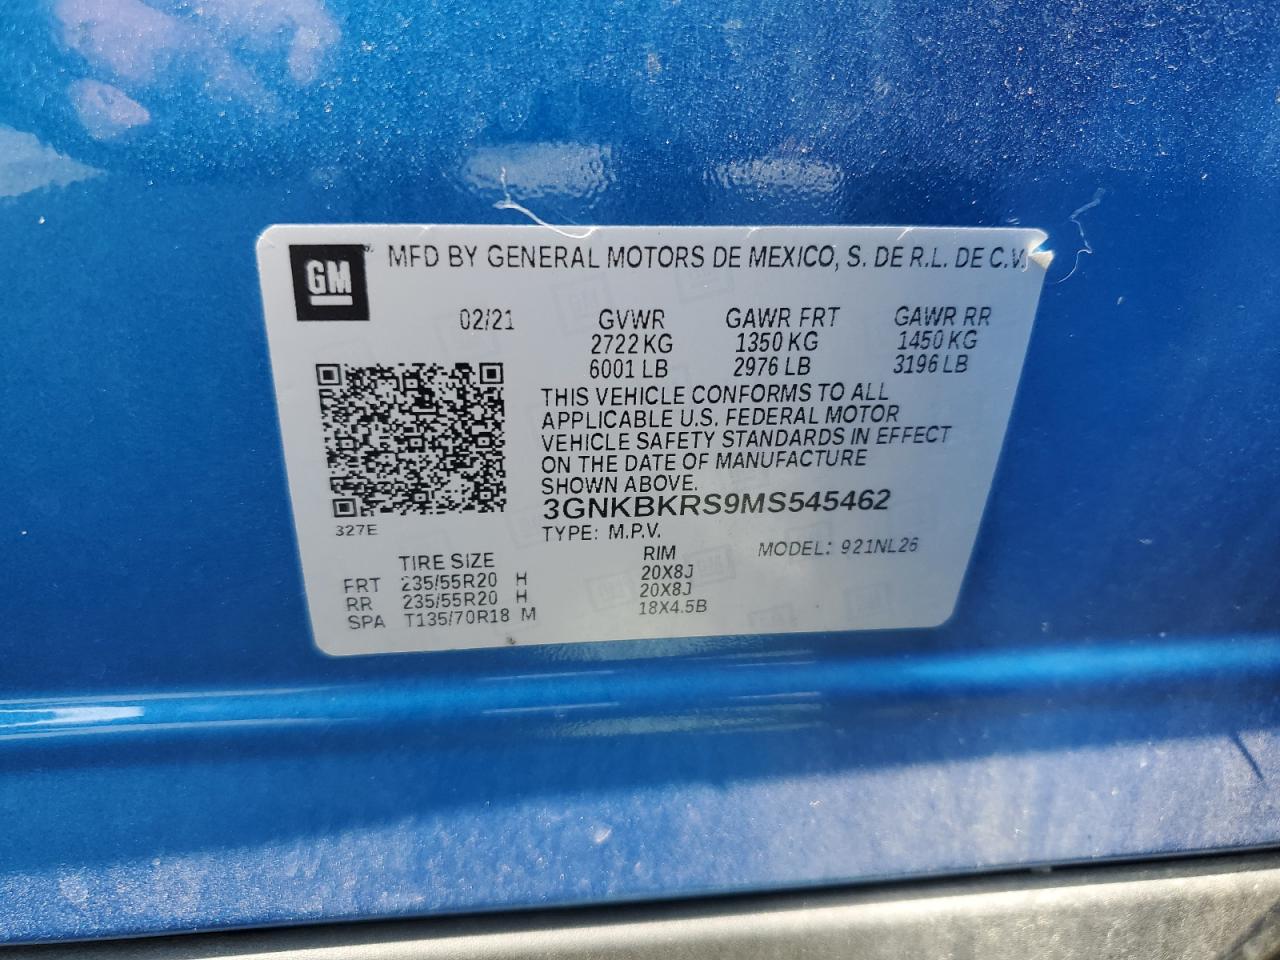 GM
MFD BY GENERAL MOTORS DE MEXICO, S. DE R.L. DE C.V.
02/21 GVWR GAWR FRT GAWR RR
2722 KG 1350 KG 1450 KG
6001 LB 2976 LB 3196 LB
THIS VEHICLE CONFORMS TO ALL
APPLICABLE U.S. FEDERAL MOTOR
VEHICLE SAFETY STANDARDS IN EFFECT
ON THE DATE OF MANUFACTURE
SHOWN ABOVE.
3GNKBKRS9MS545462
327E
TYPE: M.P.V. MODEL: 921NL26
TIRE SIZE RIM
FRT 235/55R20 H 20X8J
RR 235/55R20 H 20X8J
SPA T135/70R18 M 18X4.5B